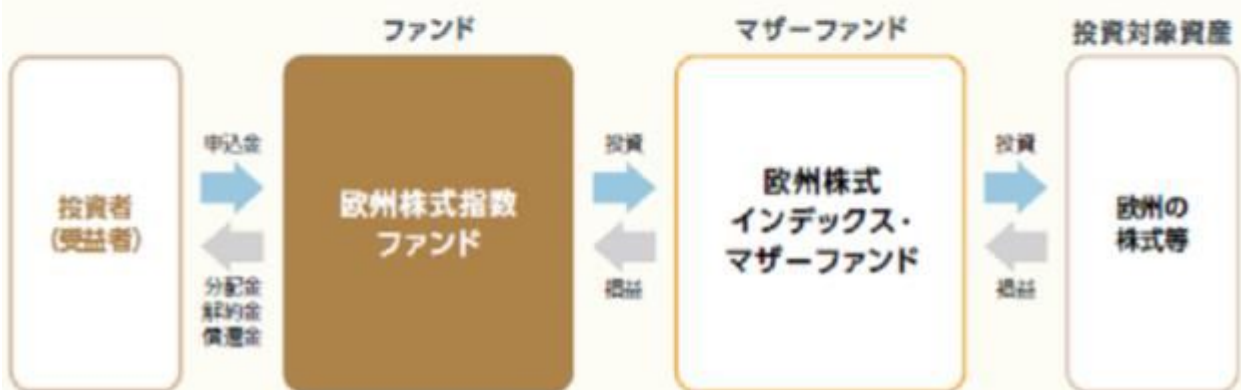 ファンド
マザーファンド
投資対象資産
投資者
(受益者)
申込金
分配金
解約金
償還金
欧州株式指数
ファンド
投資
損益
欧州株式
インデックス・
マザーファンド
投資
損益
欧州の
株式等